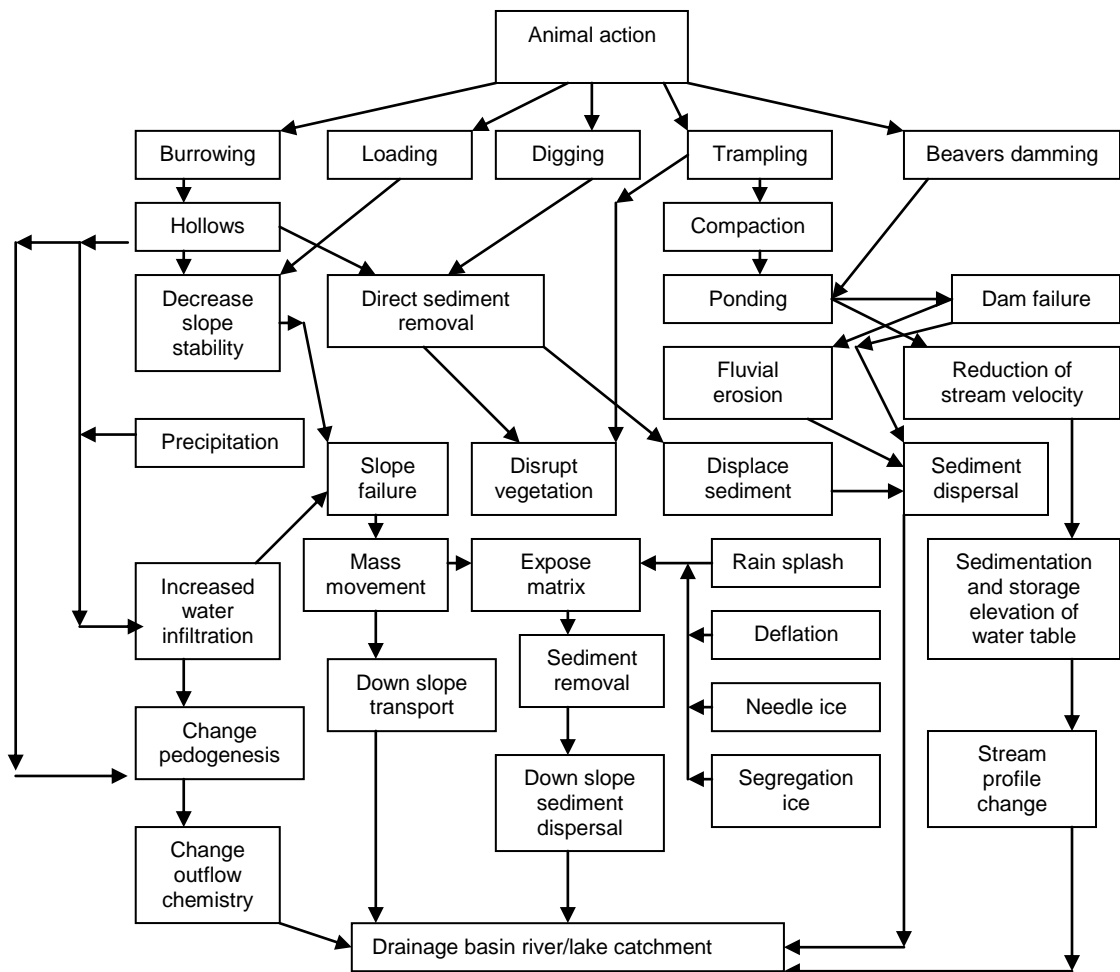 Animal action
Burrowing
Loading
Digging
Trampling
Beavers damming
Hollows
Compaction
Decrease
slope
stability
Direct sediment
removal
Ponding
Dam failure
Fluvial
erosion
Reduction of
stream velocity
Precipitation
Slope
failure
Disrupt
vegetation
Displace
sediment
Sediment
dispersal
Increased
water
infiltration
Mass
movement
Expose
matrix
Rain splash
Sedimentation
and storage
elevation of
water table
Deflation
Sediment
removal
Down slope
transport
Needle ice
Change
pedogenesis
Stream
profile
change
Down slope
sediment
dispersal
Segregation
ice
Change
outflow
chemistry
Drainage basin river/lake catchment